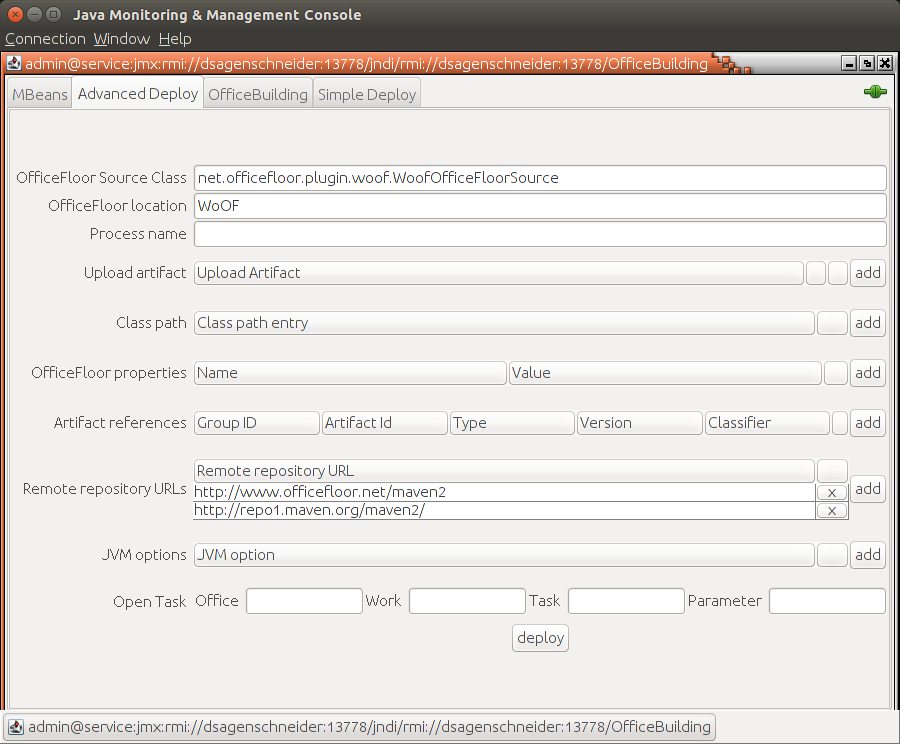 Java Monitoring & Management Console
Connection Window Help
admin@service:jmx:rmi://dsagenschneider:13778/jndi/rmi://dsagenschneider:13778/OfficeBuilding
MBeans Advanced Deploy OfficeBuilding Simple Deploy
OfficeFloor Source Class net.officefloor.plugin.woof.WoofOfficeFloorSource
OfficeFloor location WoOF
Process name
Upload artifact Upload Artifact add
Class path Class path entry add
OfficeFloor properties Name Value add
Artifact references Group ID Artifact Id Type Version Classifier add
Remote repository URL
Remote repository URLs http://www.officefloor.net/maven2 x add
http://repo1.maven.org/maven2/ x
JVM options JVM option add
Open Task Office Work Task Parameter
deploy
admin@service:jmx:rmi://dsagenschneider:13778/jndi/rmi://dsagenschneider:13778/OfficeBuilding